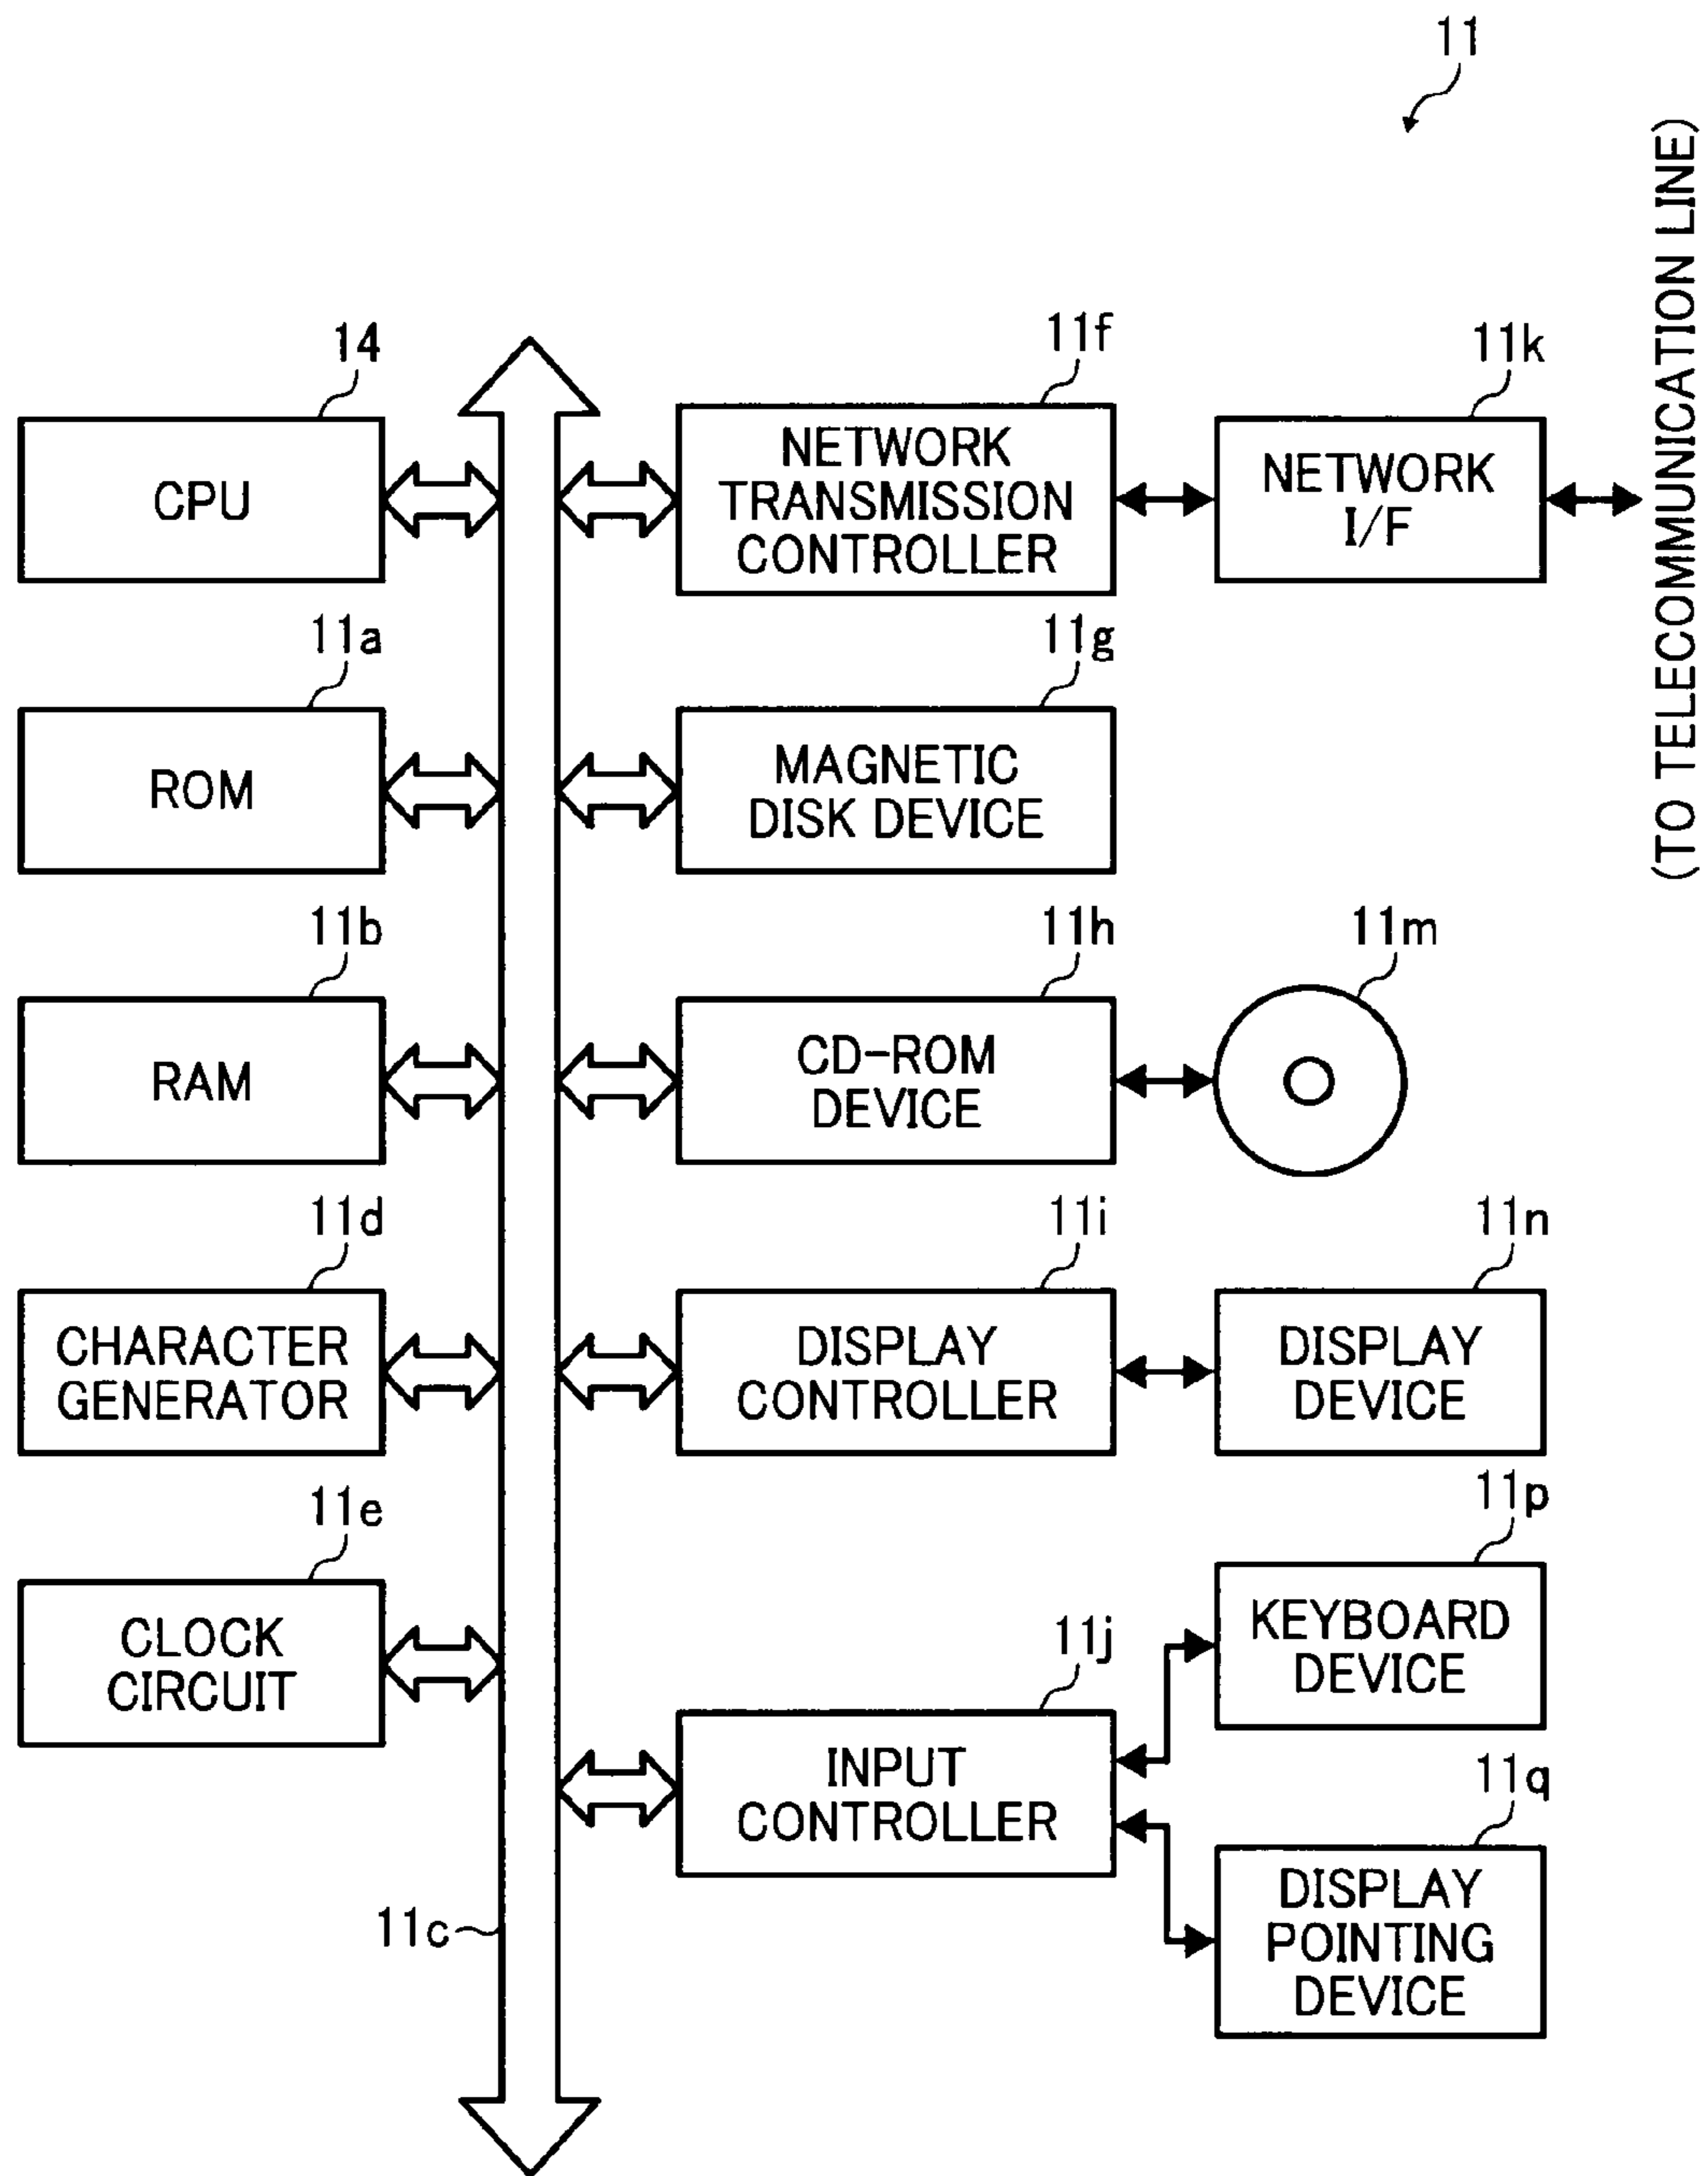 11
(TO TELECOMMUNICATION LINE)
14
CPU
11f
NETWORK
TRANSMISSION
CONTROLLER
11k
NETWORK
I/F
11a
ROM
11g
MAGNETIC
DISK DEVICE
11b
RAM
11h
CD-ROM
DEVICE
11m
11d
CHARACTER
GENERATOR
11i
DISPLAY
CONTROLLER
11n
DISPLAY
DEVICE
11e
CLOCK
CIRCUIT
11j
INPUT
CONTROLLER
11p
KEYBOARD
DEVICE
11q
DISPLAY
POINTING
DEVICE
11c